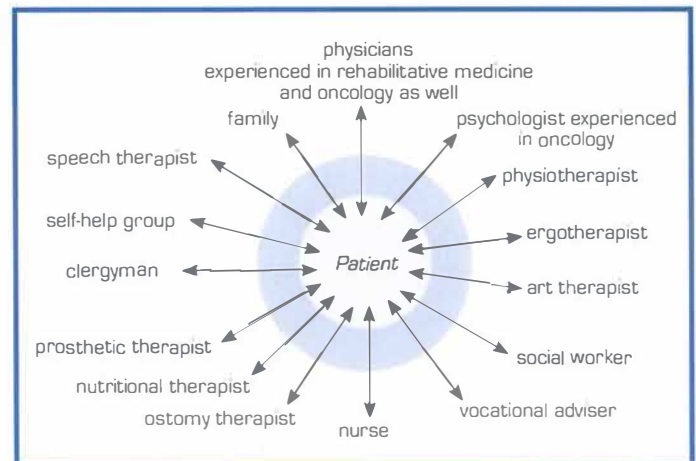 physicians
experienced in rehabilitative medicine
and oncology as well
family
psychologist experienced
in oncology
speech therapist
physiotherapist
self-help group
ergotherapist
Patient
clergyman
art therapist
prosthetic therapist
social worker
nutritional therapist
ostomy therapist
vocational adviser
nurse